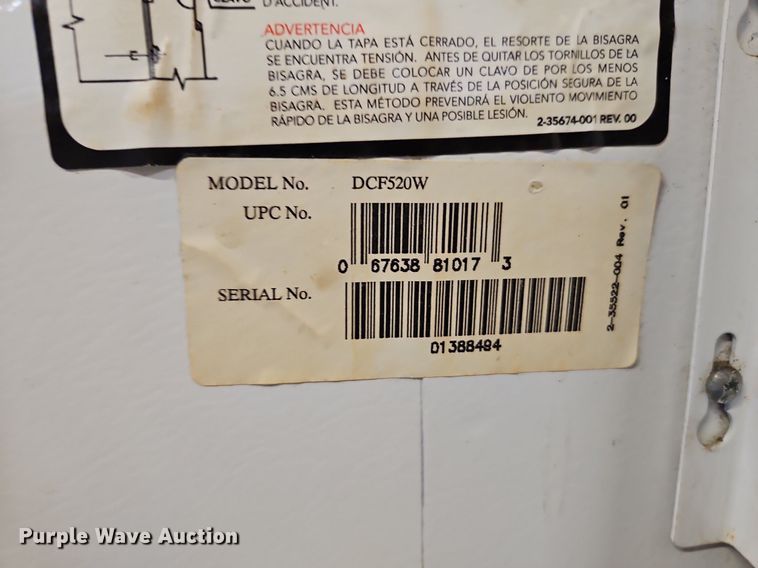 CLAVO
D'ACCIDENT.
ADVERTENCIA
CUANDO LA TAPA ESTÁ CERRADO, EL RESORTE DE LA BISAGRA
SE ENCUENTRA TENSIÓN. ANTES DE QUITAR LOS TORNILLOS DE LA
BISAGRA, SE DEBE COLOCAR UN CLAVO DE POR LOS MENOS
6.5 CMS DE LONGITUD A TRAVÉS DE LA POSICIÓN SEGURA DE LA
BISAGRA. ESTA MÉTODO PREVENDRÁ EL VIOLENTO MOVIMIENTO
RÁPIDO DE LA BISAGRA Y UNA POSIBLE LESIÓN.
2-35674-001 REV. 00
MODEL No. DCF520W
UPC No.
0 67638 81017 3
SERIAL No.
01388494
2-35522-004 Rev. 01
Purple Wave Auction